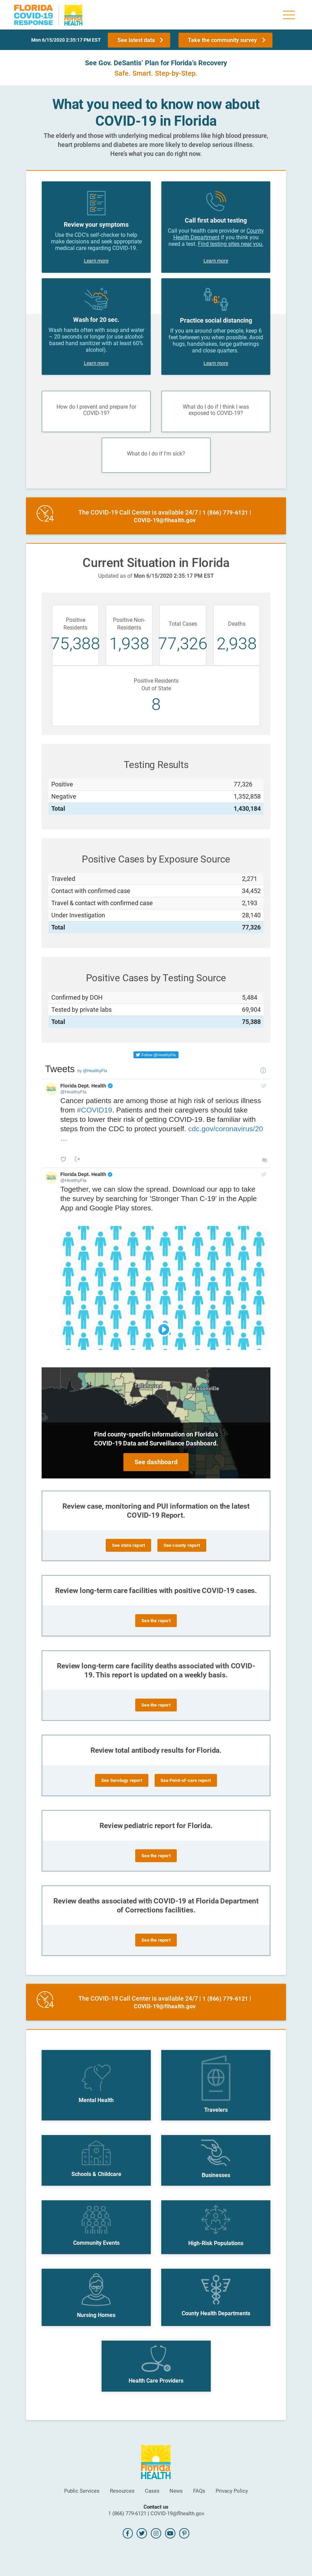 FLORIDA
COVID-19
RESPONSE
Florida
HEALTH
Mon 6/15/2020 2:35:17 PM EST
See latest data
Take the community survey
See Gov. DeSantis' Plan for Florida's Recovery
Safe. Smart. Step-by-Step.
What you need to know now about
COVID-19 in Florida
The elderly and those with underlying medical problems like high blood pressure,
heart problems and diabetes are more likely to develop serious illness.
Here's what you can do right now.
Review your symptoms
Use the CDC's self-checker to help
make decisions and seek appropriate
medical care regarding COVID-19.
Learn more
Call first about testing
Call your health care provider or County
Health Department if you think you
need a test. Find testing sites near you.
Learn more
Wash for 20 sec.
Wash hands often with soap and water
– 20 seconds or longer (or use alcohol-
based hand sanitizer with at least 60%
alcohol).
Learn more
6'
Practice social distancing
If you are around other people, keep 6
feet between you when possible. Avoid
hugs, handshakes, large gatherings
and close quarters.
Learn more
How do I prevent and prepare for
COVID-19?
What do I do if I think I was
exposed to COVID-19?
What do I do if I'm sick?
24
The COVID-19 Call Center is available 24/7 | 1 (866) 779-6121 |
COVID-19@flhealth.gov
Current Situation in Florida
Updated as of Mon 6/15/2020 2:35:17 PM EST
Positive
Residents
75,388
Positive Non-
Residents
1,938
Total Cases
77,326
Deaths
2,938
Positive Residents
Out of State
8
Testing Results
Positive 77,326
Negative 1,352,858
Total 1,430,184
Positive Cases by Exposure Source
Traveled 2,271
Contact with confirmed case 34,452
Travel & contact with confirmed case 2,193
Under Investigation 28,140
Total 77,326
Positive Cases by Testing Source
Confirmed by DOH 5,484
Tested by private labs 69,904
Total 75,388
Follow @HealthyFla
Tweets by @HealthyFla
Florida Dept. Health
@HealthyFla
Cancer patients are among those at high risk of serious illness
from #COVID19. Patients and their caregivers should take
steps to lower their risk of getting COVID-19. Be familiar with
steps from the CDC to protect yourself. cdc.gov/coronavirus/20
…
4h
Florida Dept. Health
@HealthyFla
Together, we can slow the spread. Download our app to take
the survey by searching for 'Stronger Than C-19' in the Apple
App and Google Play stores.
Tallahassee
Jacksonville
Find county-specific information on Florida's
COVID-19 Data and Surveillance Dashboard.
See dashboard
Review case, monitoring and PUI information on the latest
COVID-19 Report.
See state report
See county report
Review long-term care facilities with positive COVID-19 cases.
See the report
Review long-term care facility deaths associated with COVID-
19. This report is updated on a weekly basis.
See the report
Review total antibody results for Florida.
See Serology report
See Point-of-care report
Review pediatric report for Florida.
See the report
Review deaths associated with COVID-19 at Florida Department
of Corrections facilities.
See the report
24
The COVID-19 Call Center is available 24/7 | 1 (866) 779-6121 |
COVID-19@flhealth.gov
Mental Health
Travelers
Schools & Childcare
Businesses
Community Events
High-Risk Populations
Nursing Homes
County Health Departments
Health Care Providers
Florida
HEALTH
Public Services Resources Cases News FAQs Privacy Policy
Contact us
1 (866) 779-6121 | COVID-19@flhealth.gov